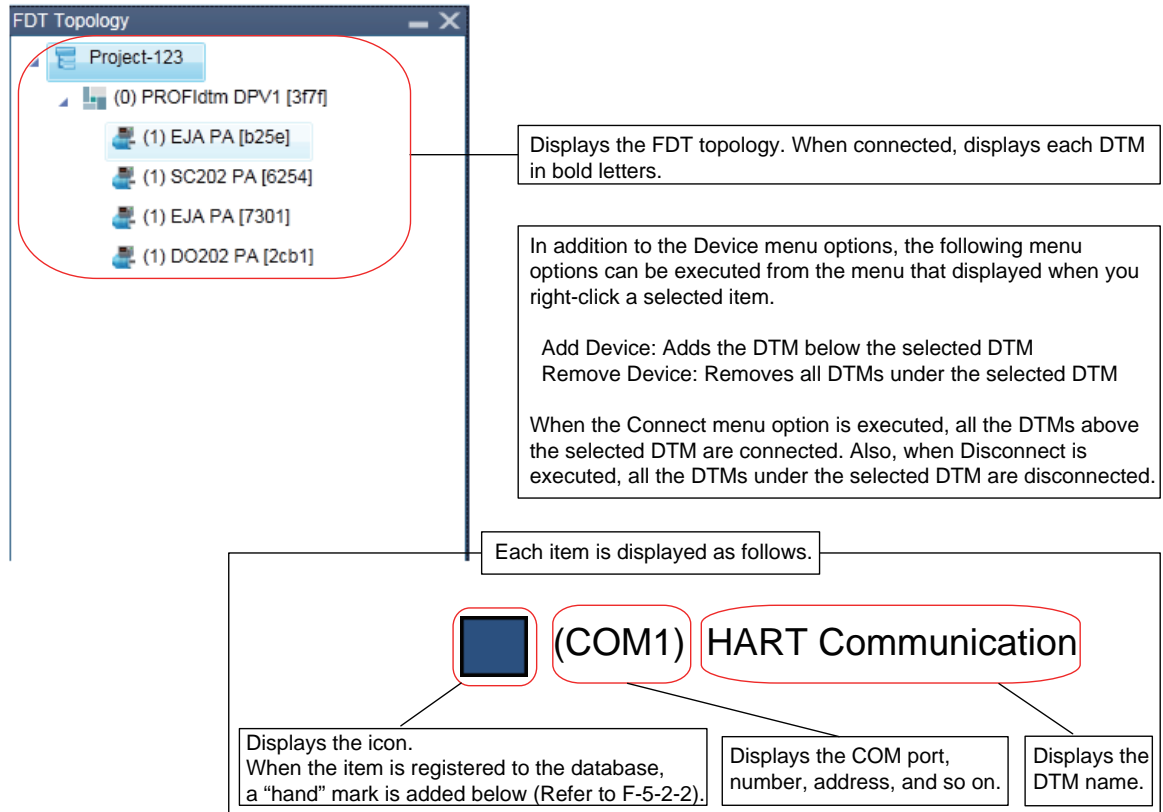 FDT Topology
Project-123
(0) PROFIdtm DPV1 [3f7f]
(1) EJA PA [b25e]
(1) SC202 PA [6254]
(1) EJA PA [7301]
(1) DO202 PA [2cb1]
Displays the FDT topology. When connected, displays each DTM
in bold letters.
In addition to the Device menu options, the following menu
options can be executed from the menu that displayed when you
right-click a selected item.
Add Device: Adds the DTM below the selected DTM
Remove Device: Removes all DTMs under the selected DTM
When the Connect menu option is executed, all the DTMs above
the selected DTM are connected. Also, when Disconnect is
executed, all the DTMs under the selected DTM are disconnected.
Each item is displayed as follows.
(COM1) HART Communication
Displays the icon.
When the item is registered to the database,
a “hand” mark is added below (Refer to F-5-2-2).
Displays the COM port,
number, address, and so on.
Displays the
DTM name.